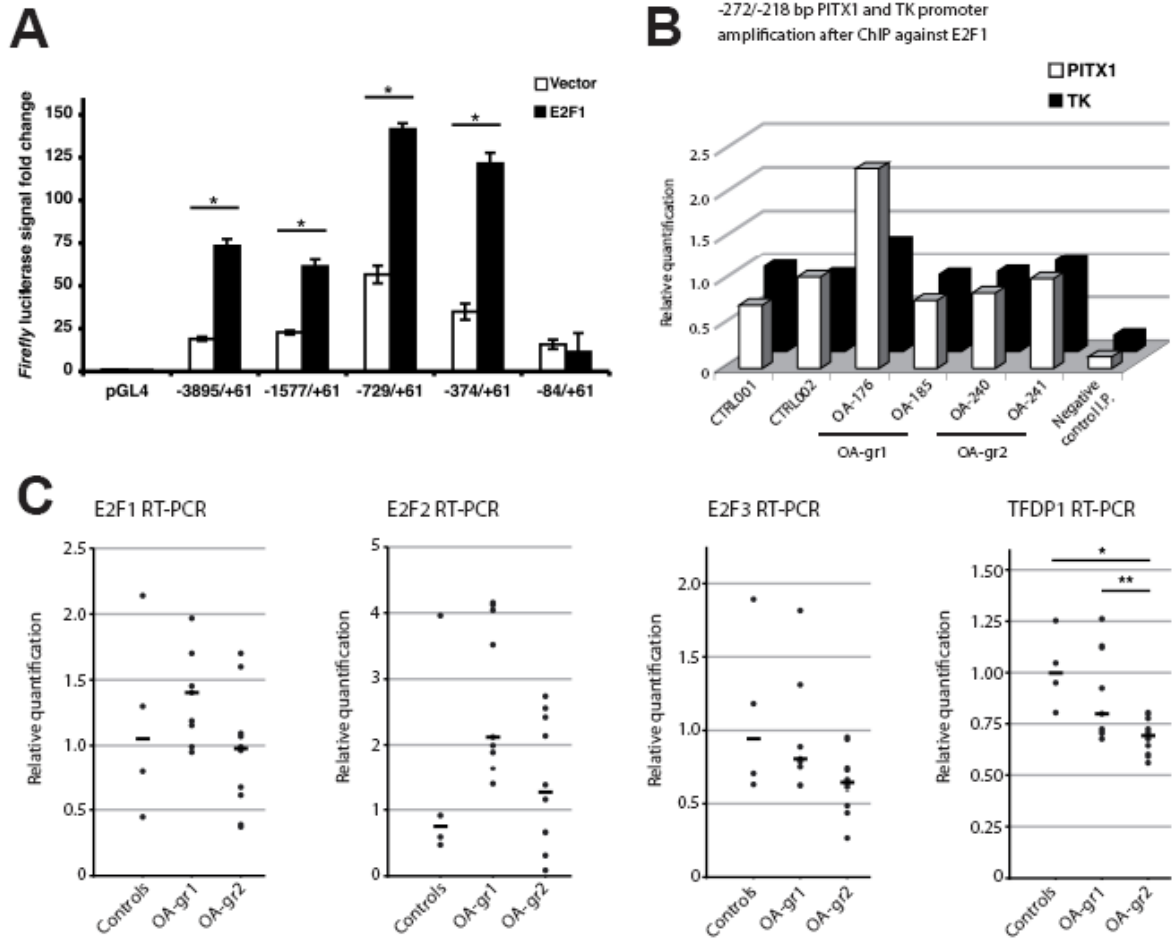 A
Firefly luciferase signal fold change
150
125
100
75
50
25
0
Vector
E2F1
*
*
*
*
pGL4
-3895/+61
-1577/+61
-729/+61
-374/+61
-84/+61
B
-272/-218 bp PITX1 and TK promoter
amplification after ChIP against E2F1
PITX1
TK
Relative quantification
2.5
2.0
1.5
1.0
0.5
0
CTRL001
CTRL002
OA-176
OA-185
OA-240
OA-241
Negative
control I.P.
OA-gr1
OA-gr2
C
E2F1 RT-PCR
Relative quantification
2.5
2.0
1.5
1.0
0.5
0
Controls
OA-gr1
OA-gr2
E2F2 RT-PCR
Relative quantification
5
4
3
2
1
0
Controls
OA-gr1
OA-gr2
E2F3 RT-PCR
Relative quantification
2.0
1.5
1.0
0.5
0
Controls
OA-gr1
OA-gr2
TFDP1 RT-PCR
*
**
Relative quantification
1.50
1.25
1.00
0.75
0.50
0.25
0
Controls
OA-gr1
OA-gr2